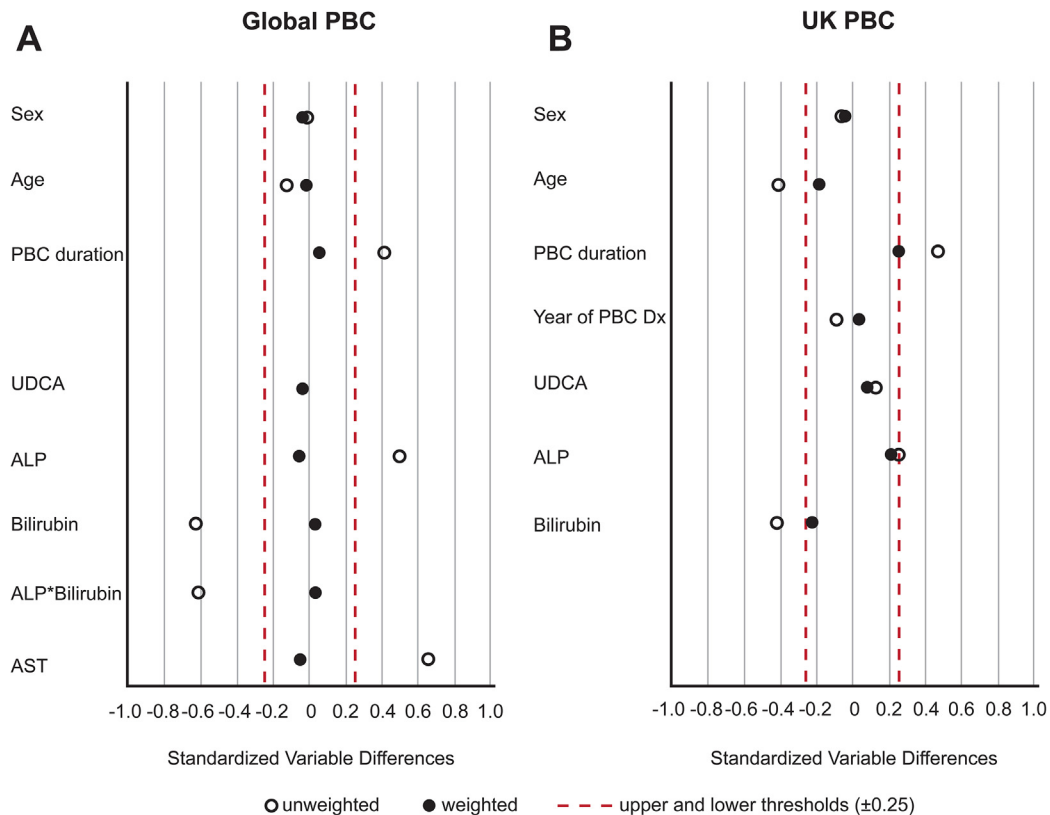 A
Global PBC
Sex
Age
PBC duration
UDCA
ALP
Bilirubin
ALP*Bilirubin
AST
-1.0 -0.8 -0.6 -0.4 -0.2 0 0.2 0.4 0.6 0.8 1.0
Standardized Variable Differences
B
UK PBC
Sex
Age
PBC duration
Year of PBC Dx
UDCA
ALP
Bilirubin
-1.0 -0.8 -0.6 -0.4 -0.2 0 0.2 0.4 0.6 0.8 1.0
Standardized Variable Differences
unweighted weighted upper and lower thresholds (±0.25)